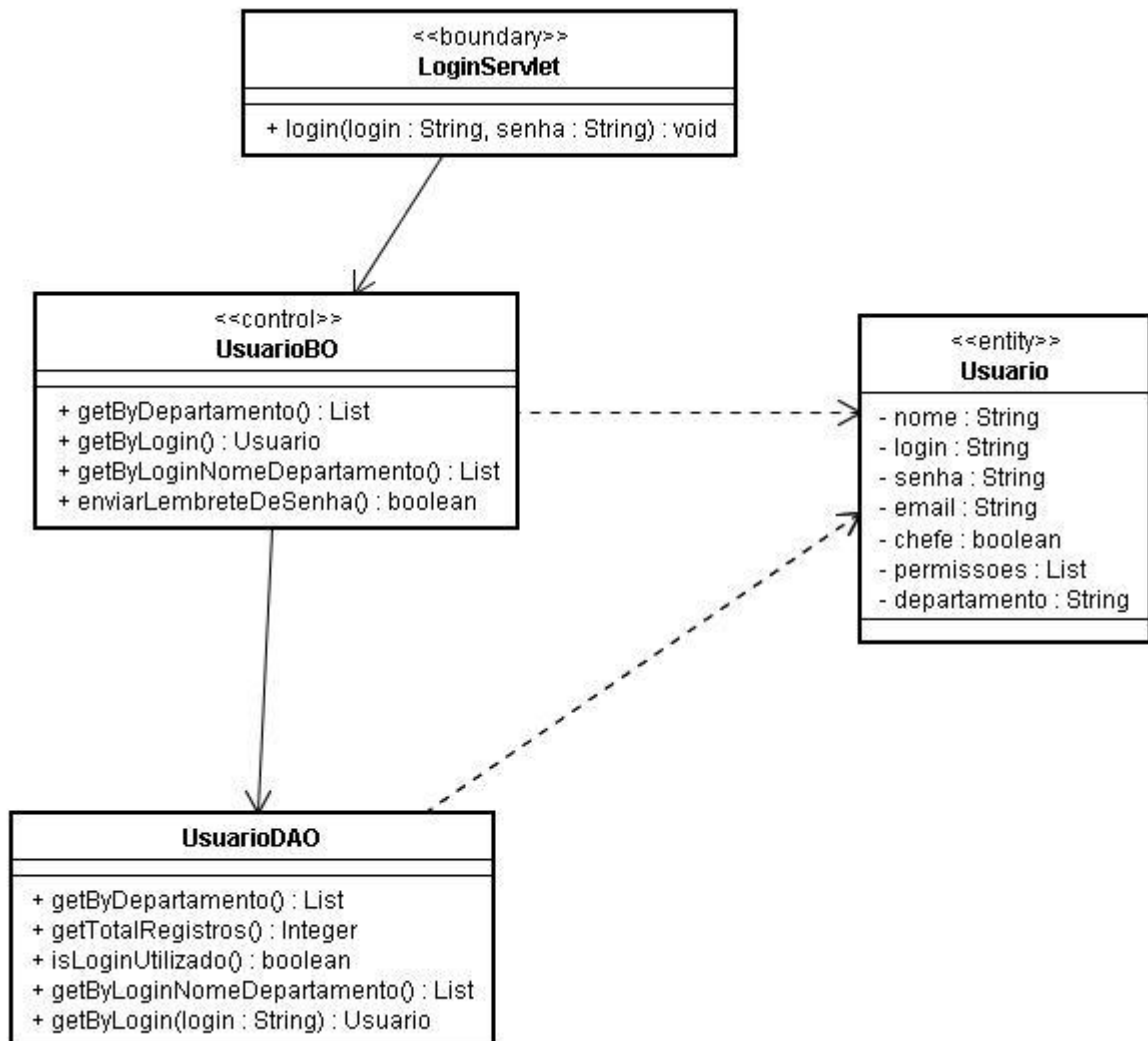 <<boundary>>
LoginServlet
+ login(login : String, senha : String) : void
<<control>>
UsuarioBO
+ getByDepartamento() : List
+ getByLogin() : Usuario
+ getByLoginNomeDepartamento() : List
+ enviarLembreteDeSenha() : boolean
<<entity>>
Usuario
- nome : String
- login : String
- senha : String
- email : String
- chefe : boolean
- permissoes : List
- departamento : String
UsuarioDAO
+ getByDepartamento() : List
+ getTotalRegistros() : Integer
+ isLoginUtilizado() : boolean
+ getByLoginNomeDepartamento() : List
+ getByLogin(login : String) : Usuario